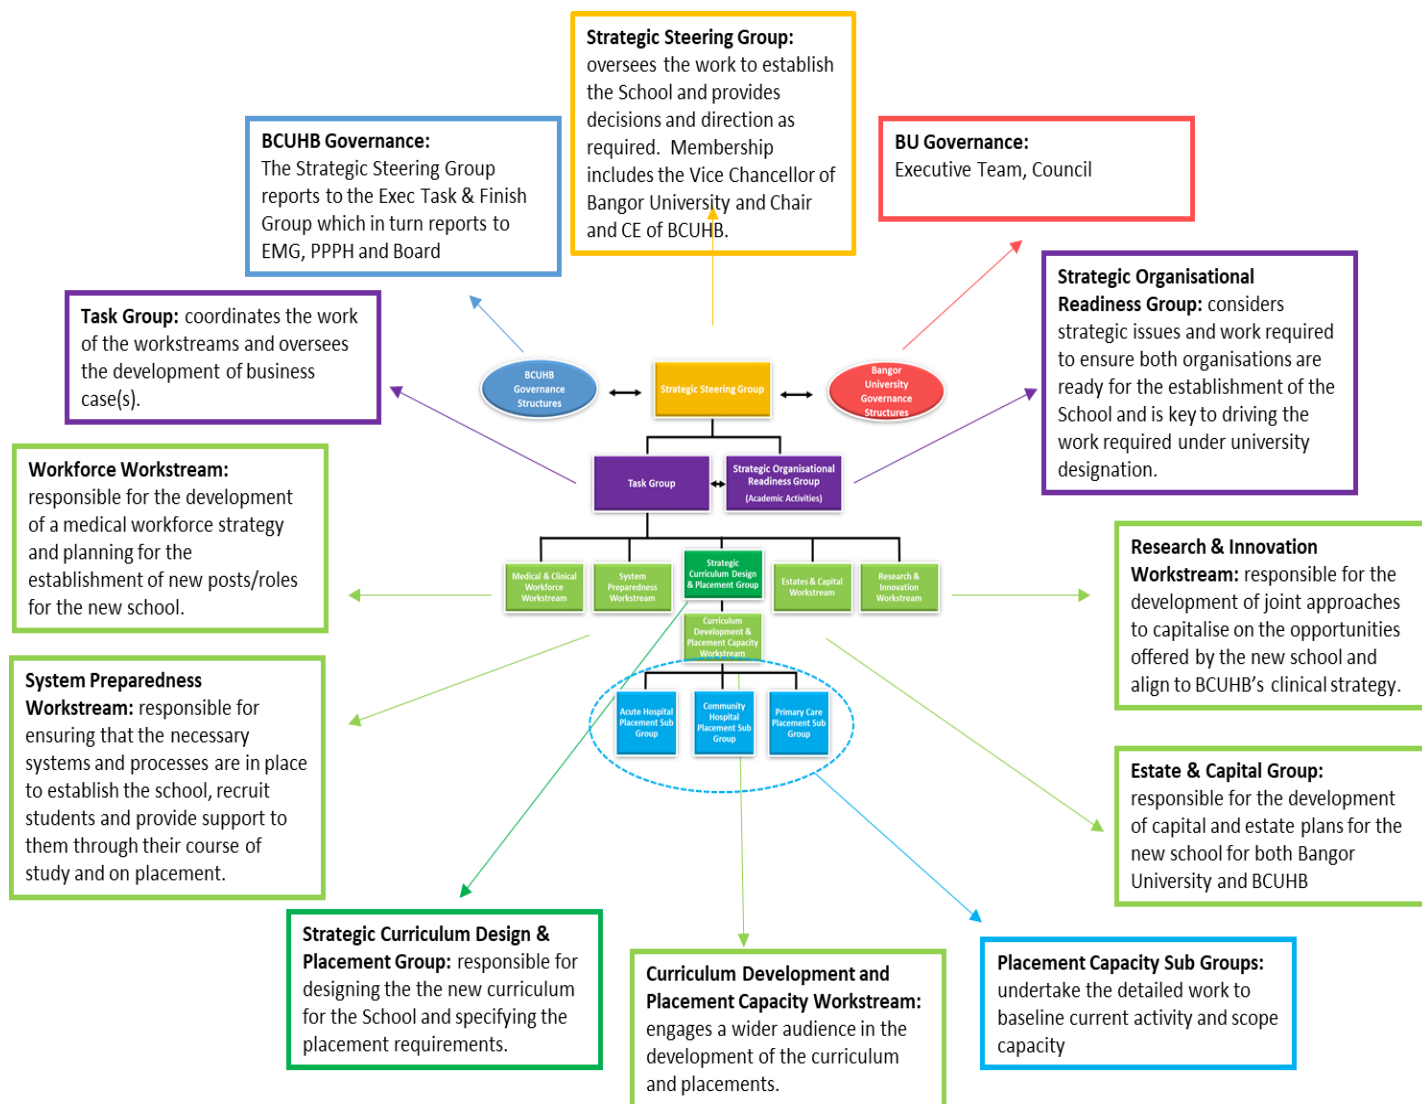 Strategic Steering Group:
oversees the work to establish
the School and provides
decisions and direction as
required.  Membership
includes the Vice Chancellor of
Bangor University and Chair
and CE of BCUHB.
BCUHB Governance:
The Strategic Steering Group
reports to the Exec Task & Finish
Group which in turn reports to
EMG, PPPH and Board
BU Governance:
Executive Team, Council
Task Group: coordinates the work
of the workstreams and oversees
the development of business
case(s).
Strategic Organisational
Readiness Group: considers
strategic issues and work required
to ensure both organisations are
ready for the establishment of the
School and is key to driving the
work required under university
designation.
BCUHB
Governance
Structures
Strategic Steering Group
Bangor
University
Governance
Structures
Task Group
Strategic Organisational
Readiness Group
(Academic Activities)
Workforce Workstream:
responsible for the development
of a medical workforce strategy
and planning for the
establishment of new posts/roles
for the new school.
Medical & Clinical
Workforce
Workstream
System
Preparedness
Workstream
Strategic
Curriculum Design
& Placement Group
Estates & Capital
Workstream
Research &
Innovation
Workstream
Curriculum
Development &
Placement Capacity
Workstream
Acute Hospital
Placement Sub
Group
Community
Hospital
Placement Sub
Group
Primary Care
Placement Sub
Group
Research & Innovation
Workstream: responsible for the
development of joint approaches
to capitalise on the opportunities
offered by the new school and
align to BCUHB’s clinical strategy.
System Preparedness
Workstream: responsible for
ensuring that the necessary
systems and processes are in place
to establish the school, recruit
students and provide support to
them through their course of
study and on placement.
Estate & Capital Group:
responsible for the development
of capital and estate plans for the
new school for both Bangor
University and BCUHB
Strategic Curriculum Design &
Placement Group: responsible for
designing the the new curriculum
for the School and specifying the
placement requirements.
Curriculum Development and
Placement Capacity Workstream:
engages a wider audience in the
development of the curriculum
and placements.
Placement Capacity Sub Groups:
undertake the detailed work to
baseline current activity and scope
capacity